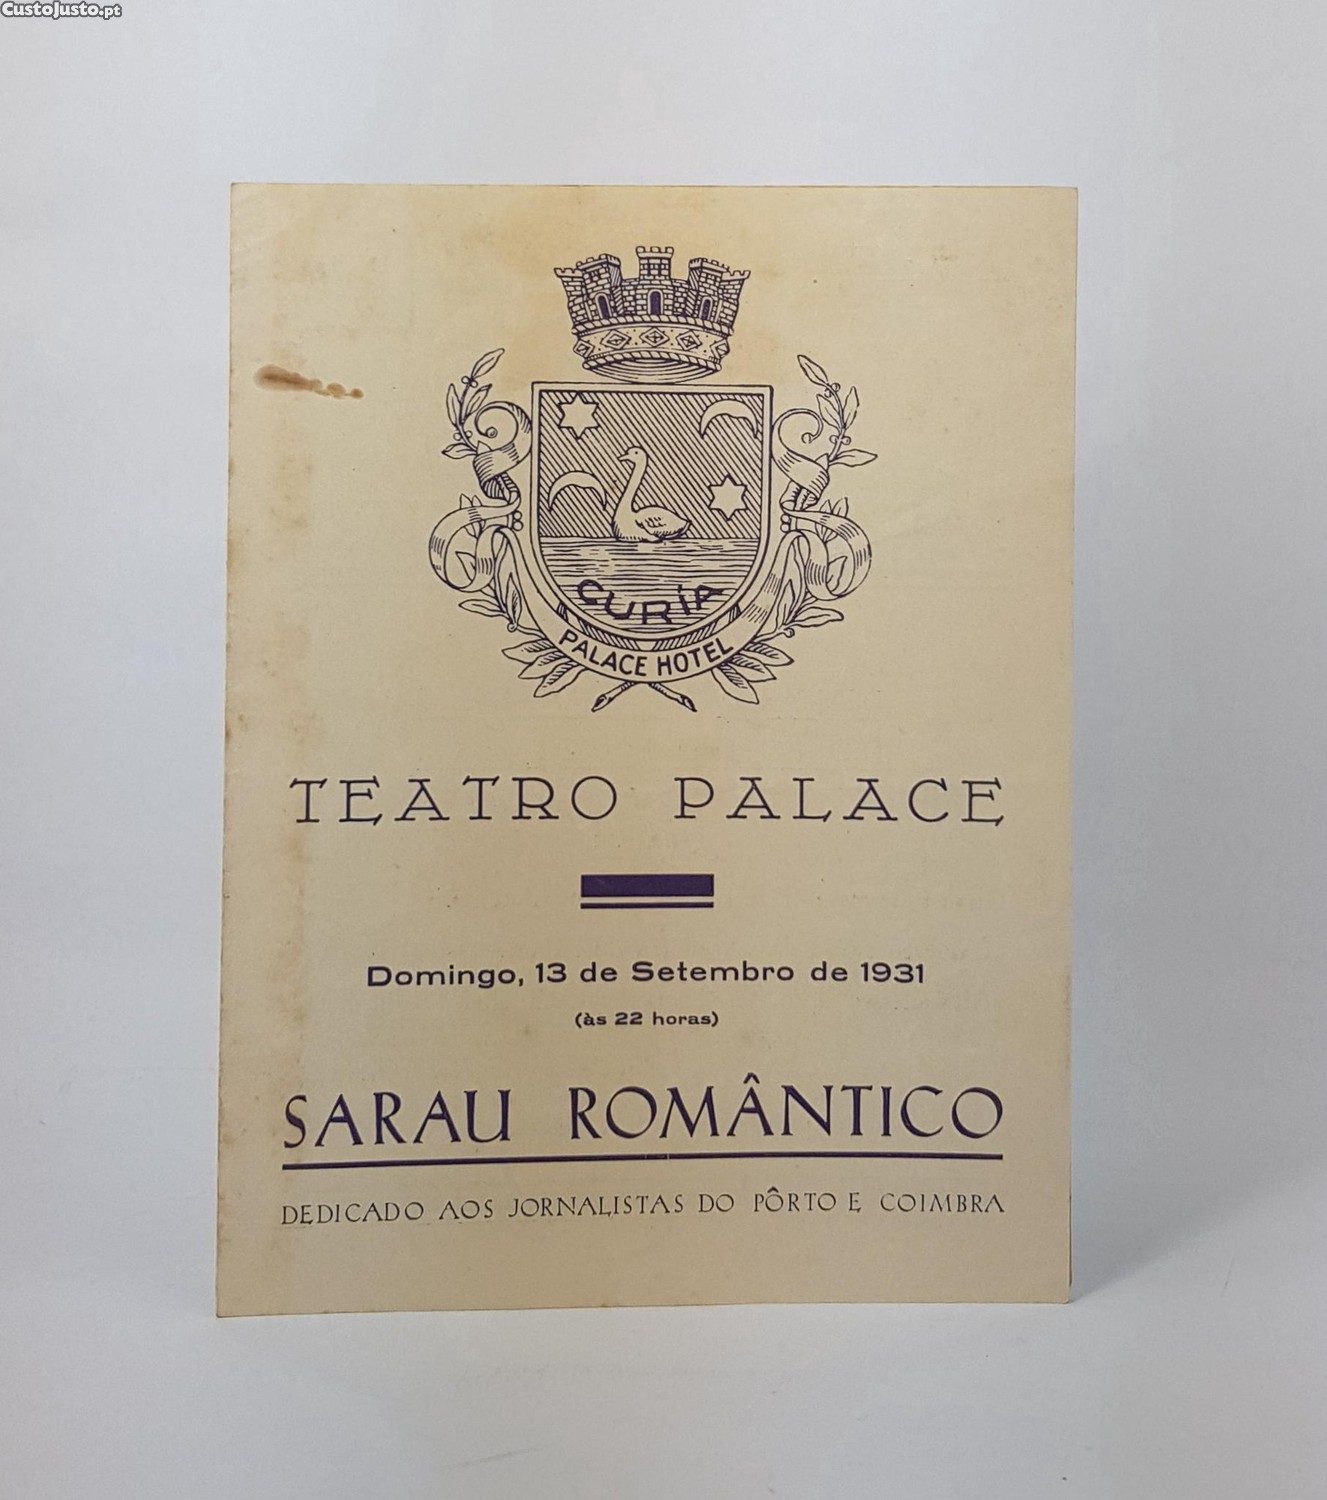 CustoJusto.pt
CURIA
PALACE HOTEL
TEATRO PALACE
Domingo, 13 de Setembro de 1931
(às 22 horas)
SARAU ROMÂNTICO
DEDICADO AOS JORNALISTAS DO PÔRTO E COIMBRA